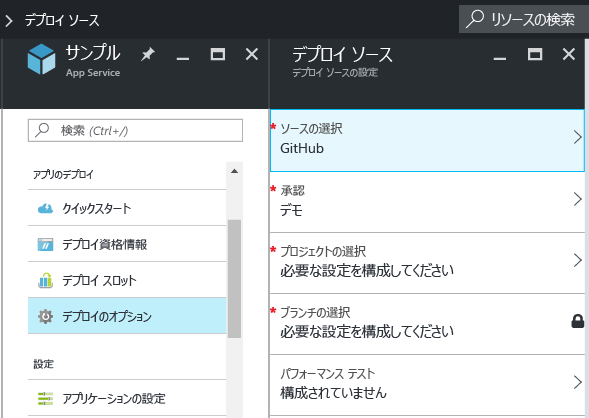 デプロイ ソース
リソースの検索
サンプル
App Service
検索 (Ctrl+/)
アプリのデプロイ
クイックスタート
デプロイ資格情報
デプロイ スロット
デプロイのオプション
設定
アプリケーションの設定
デプロイ ソース
デプロイ ソースの設定
* ソースの選択
GitHub
* 承認
デモ
* プロジェクトの選択
必要な設定を構成してください
* ブランチの選択
必要な設定を構成してください
パフォーマンス テスト
構成されていません